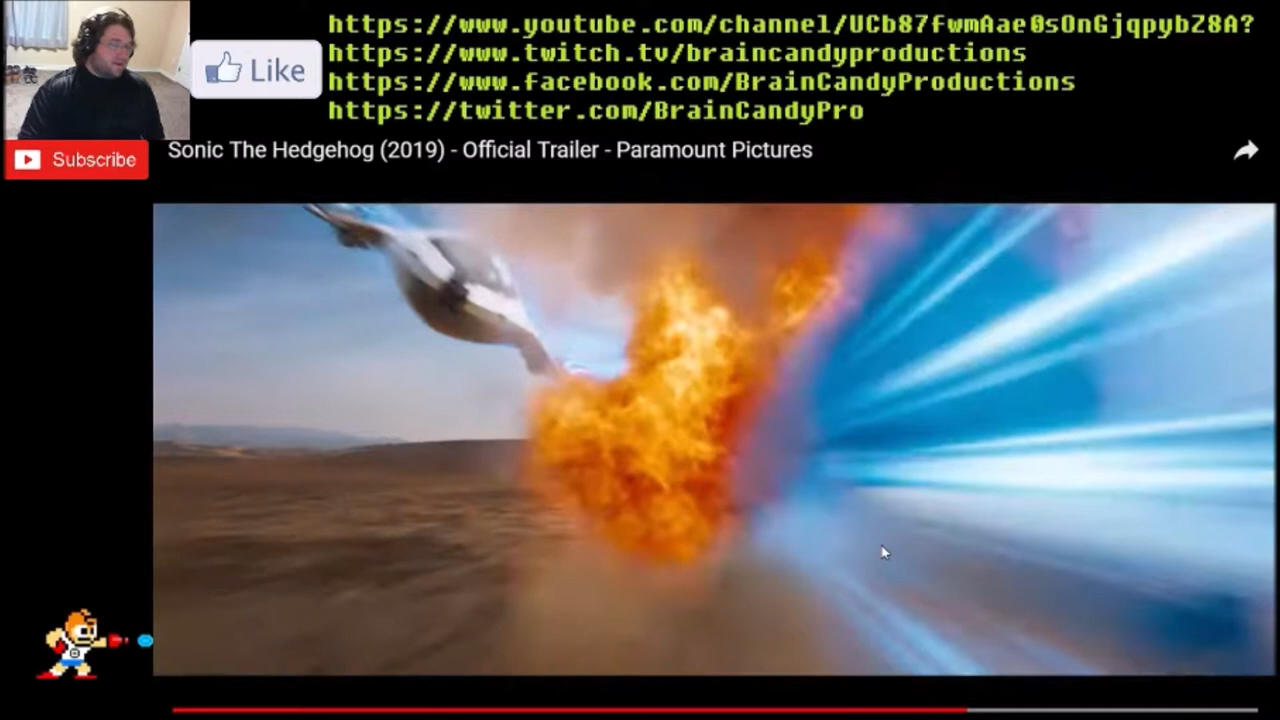 https://www.youtube.com/channel/UCb87fwmAae0sOnGjqpybZ8A?
https://www.twitch.tv/braincandyproductions
Like
https://www.facebook.com/BrainCandyProductions
https://twitter.com/BrainCandyPro
Subscribe
Sonic The Hedgehog (2019) - Official Trailer - Paramount Pictures